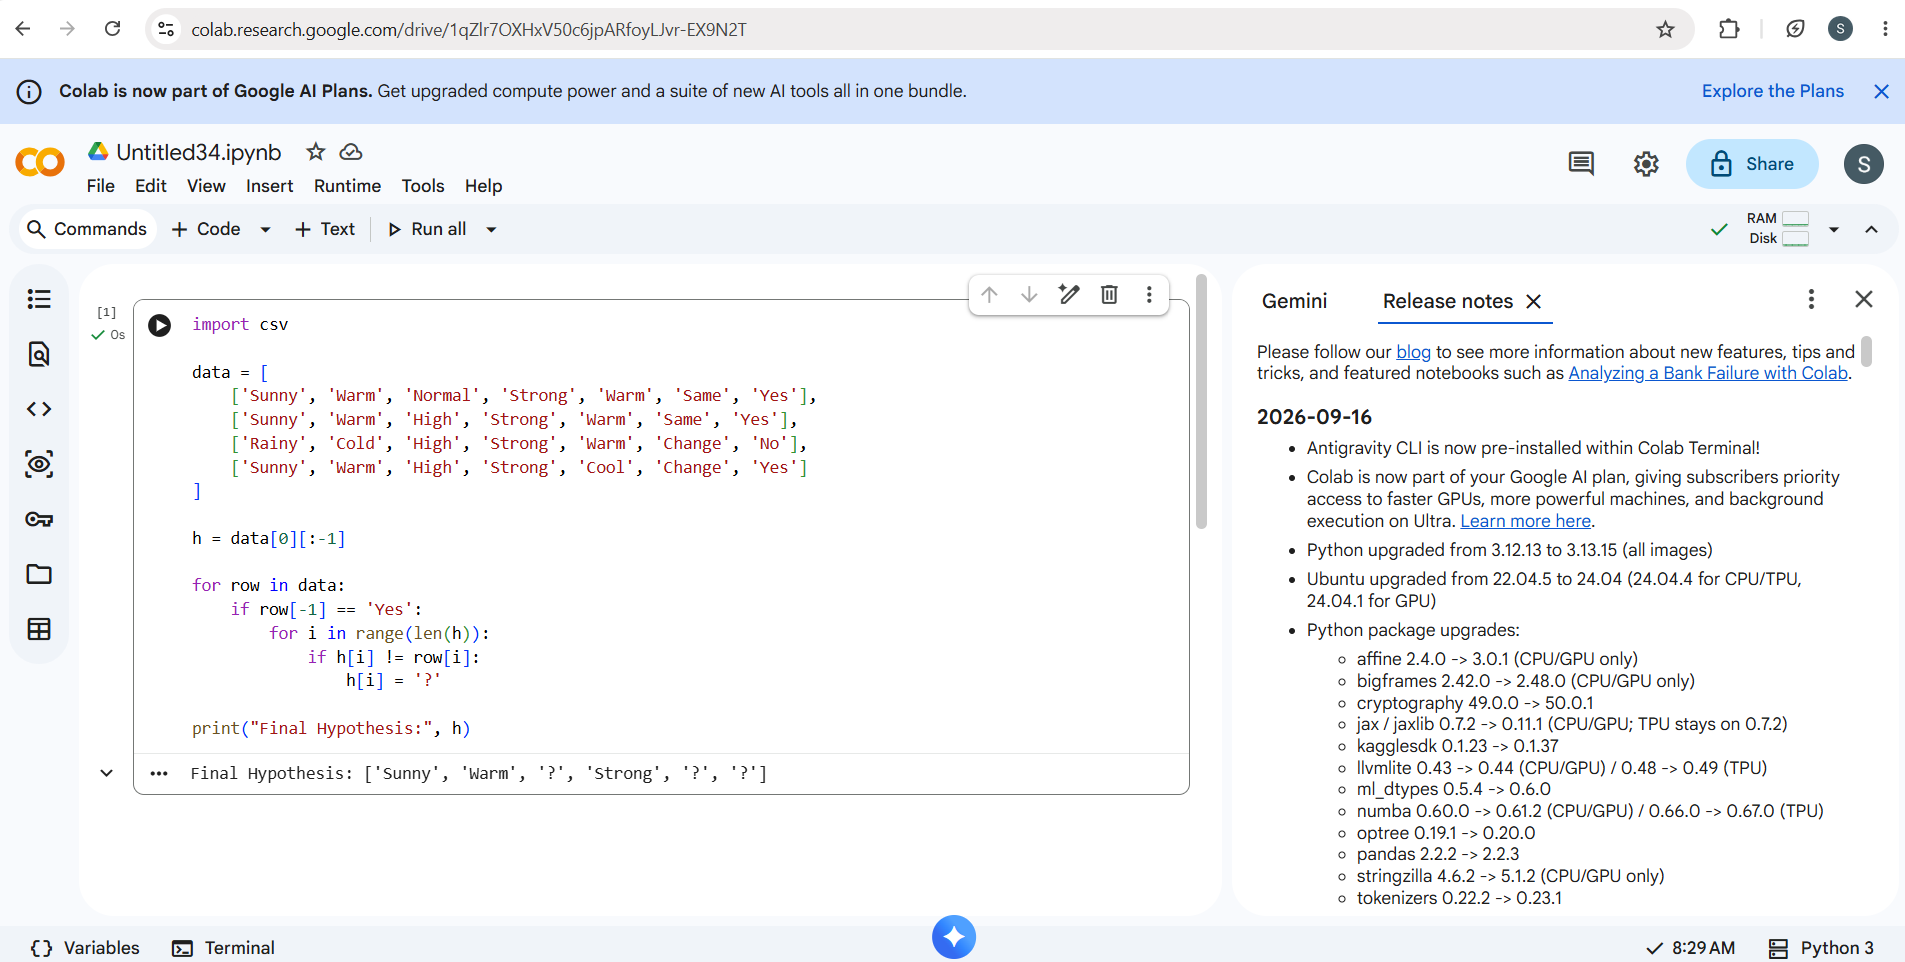 colab.research.google.com/drive/1qZlr7OXHxV50c6jpARfoyLJvr-EX9N2T
S
Colab is now part of Google AI Plans. Get upgraded compute power and a suite of new AI tools all in one bundle.
Explore the Plans
Untitled34.ipynb
File Edit View Insert Runtime Tools Help
Share
S
Commands + Code + Text Run all
RAM
Disk
[1]
0s
import csv
data = [
['Sunny', 'Warm', 'Normal', 'Strong', 'Warm', 'Same', 'Yes'],
['Sunny', 'Warm', 'High', 'Strong', 'Warm', 'Same', 'Yes'],
['Rainy', 'Cold', 'High', 'Strong', 'Warm', 'Change', 'No'],
['Sunny', 'Warm', 'High', 'Strong', 'Cool', 'Change', 'Yes']
]
h = data[0][:-1]
for row in data:
if row[-1] == 'Yes':
for i in range(len(h)):
if h[i] != row[i]:
h[i] = '?'
print("Final Hypothesis:", h)
Final Hypothesis: ['Sunny', 'Warm', '?', 'Strong', '?', '?']
Gemini Release notes
Please follow our blog to see more information about new features, tips and
tricks, and featured notebooks such as Analyzing a Bank Failure with Colab.
2026-09-16
• Antigravity CLI is now pre-installed within Colab Terminal!
• Colab is now part of your Google AI plan, giving subscribers priority
access to faster GPUs, more powerful machines, and background
execution on Ultra. Learn more here.
• Python upgraded from 3.12.13 to 3.13.15 (all images)
• Ubuntu upgraded from 22.04.5 to 24.04 (24.04.4 for CPU/TPU,
24.04.1 for GPU)
• Python package upgrades:
◦ affine 2.4.0 -> 3.0.1 (CPU/GPU only)
◦ bigframes 2.42.0 -> 2.48.0 (CPU/GPU only)
◦ cryptography 49.0.0 -> 50.0.1
◦ jax / jaxlib 0.7.2 -> 0.11.1 (CPU/GPU; TPU stays on 0.7.2)
◦ kagglesdk 0.1.23 -> 0.1.37
◦ llvmlite 0.43 -> 0.44 (CPU/GPU) / 0.48 -> 0.49 (TPU)
◦ ml_dtypes 0.5.4 -> 0.6.0
◦ numba 0.60.0 -> 0.61.2 (CPU/GPU) / 0.66.0 -> 0.67.0 (TPU)
◦ optree 0.19.1 -> 0.20.0
◦ pandas 2.2.2 -> 2.2.3
◦ stringzilla 4.6.2 -> 5.1.2 (CPU/GPU only)
◦ tokenizers 0.22.2 -> 0.23.1
{} Variables Terminal
8:29 AM Python 3